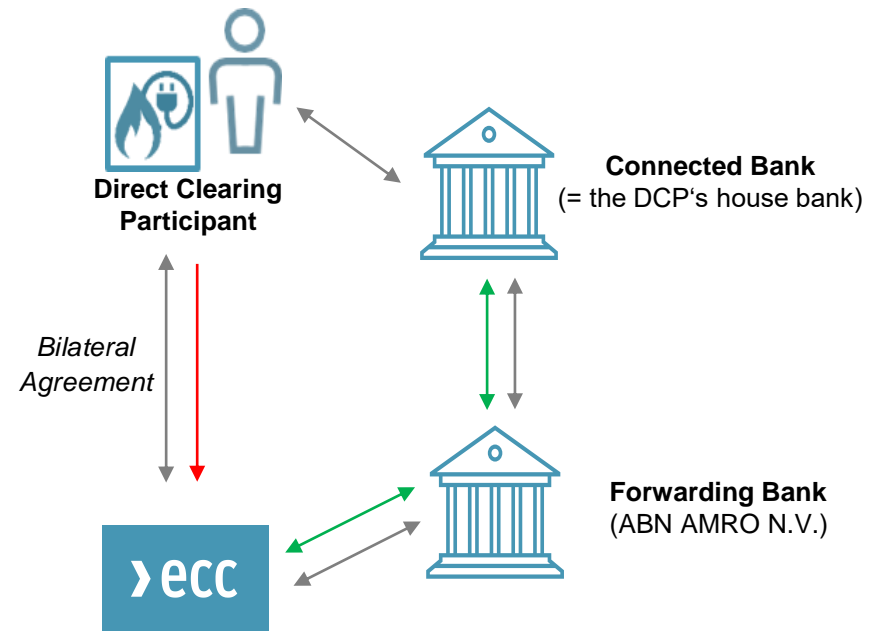 Direct Clearing
Participant
Connected Bank
(= the DCP‘s house bank)
Bilateral
Agreement
Forwarding Bank
(ABN AMRO N.V.)
ecc